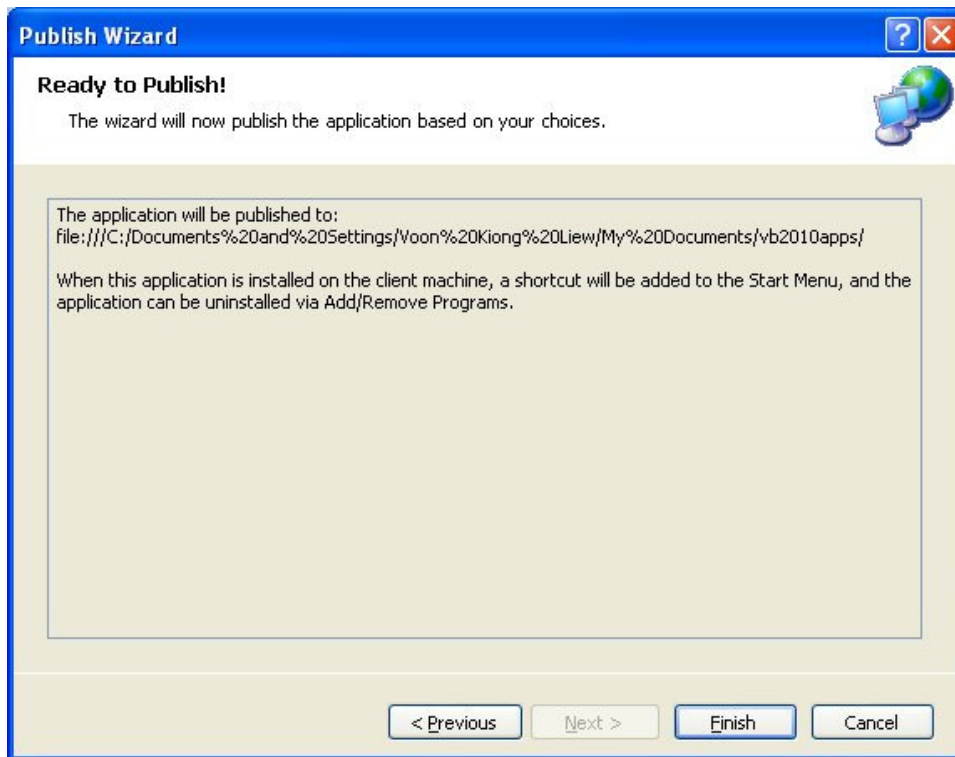 Publish Wizard
?
Ready to Publish!
The wizard will now publish the application based on your choices.
The application will be published to:
file:///C:/Documents%20and%20Settings/Voon%20Kiong%20Liew/My%20Documents/vb2010apps/
When this application is installed on the client machine, a shortcut will be added to the Start Menu, and the
application can be uninstalled via Add/Remove Programs.
< Previous
Next >
Finish
Cancel